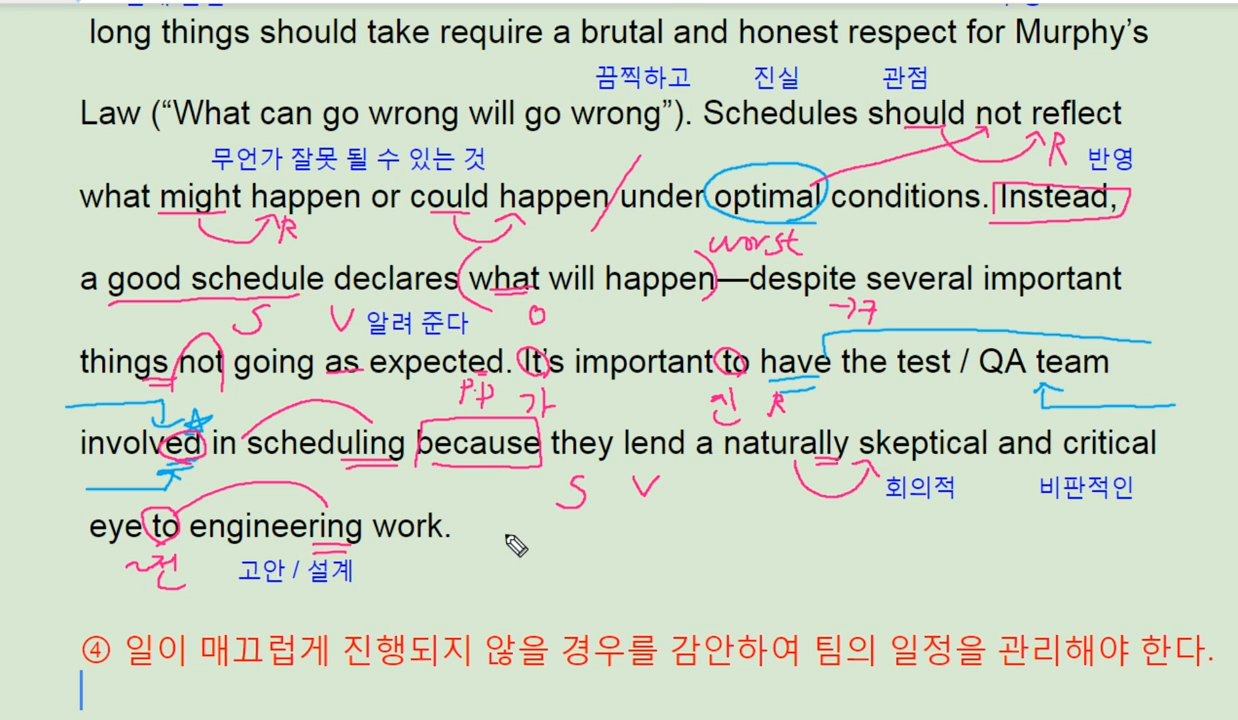 long things should take require a brutal and honest respect for Murphy's
끔찍하고 진실 관점
Law (“What can go wrong will go wrong”). Schedules should not reflect
무언가 잘못 될 수 있는 것 R 반영
what might happen or could happen / under optimal conditions. Instead,
R worst
a good schedule declares (what will happen)—despite several important
S V 알려 준다 O →구
things not going as expected. It's important to have the test / QA team
p.p 가 진 R
involved in scheduling because they lend a naturally skeptical and critical
S V 회의적 비판적인
eye to engineering work.
~전 고안 / 설계
④ 일이 매끄럽게 진행되지 않을 경우를 감안하여 팀의 일정을 관리해야 한다.